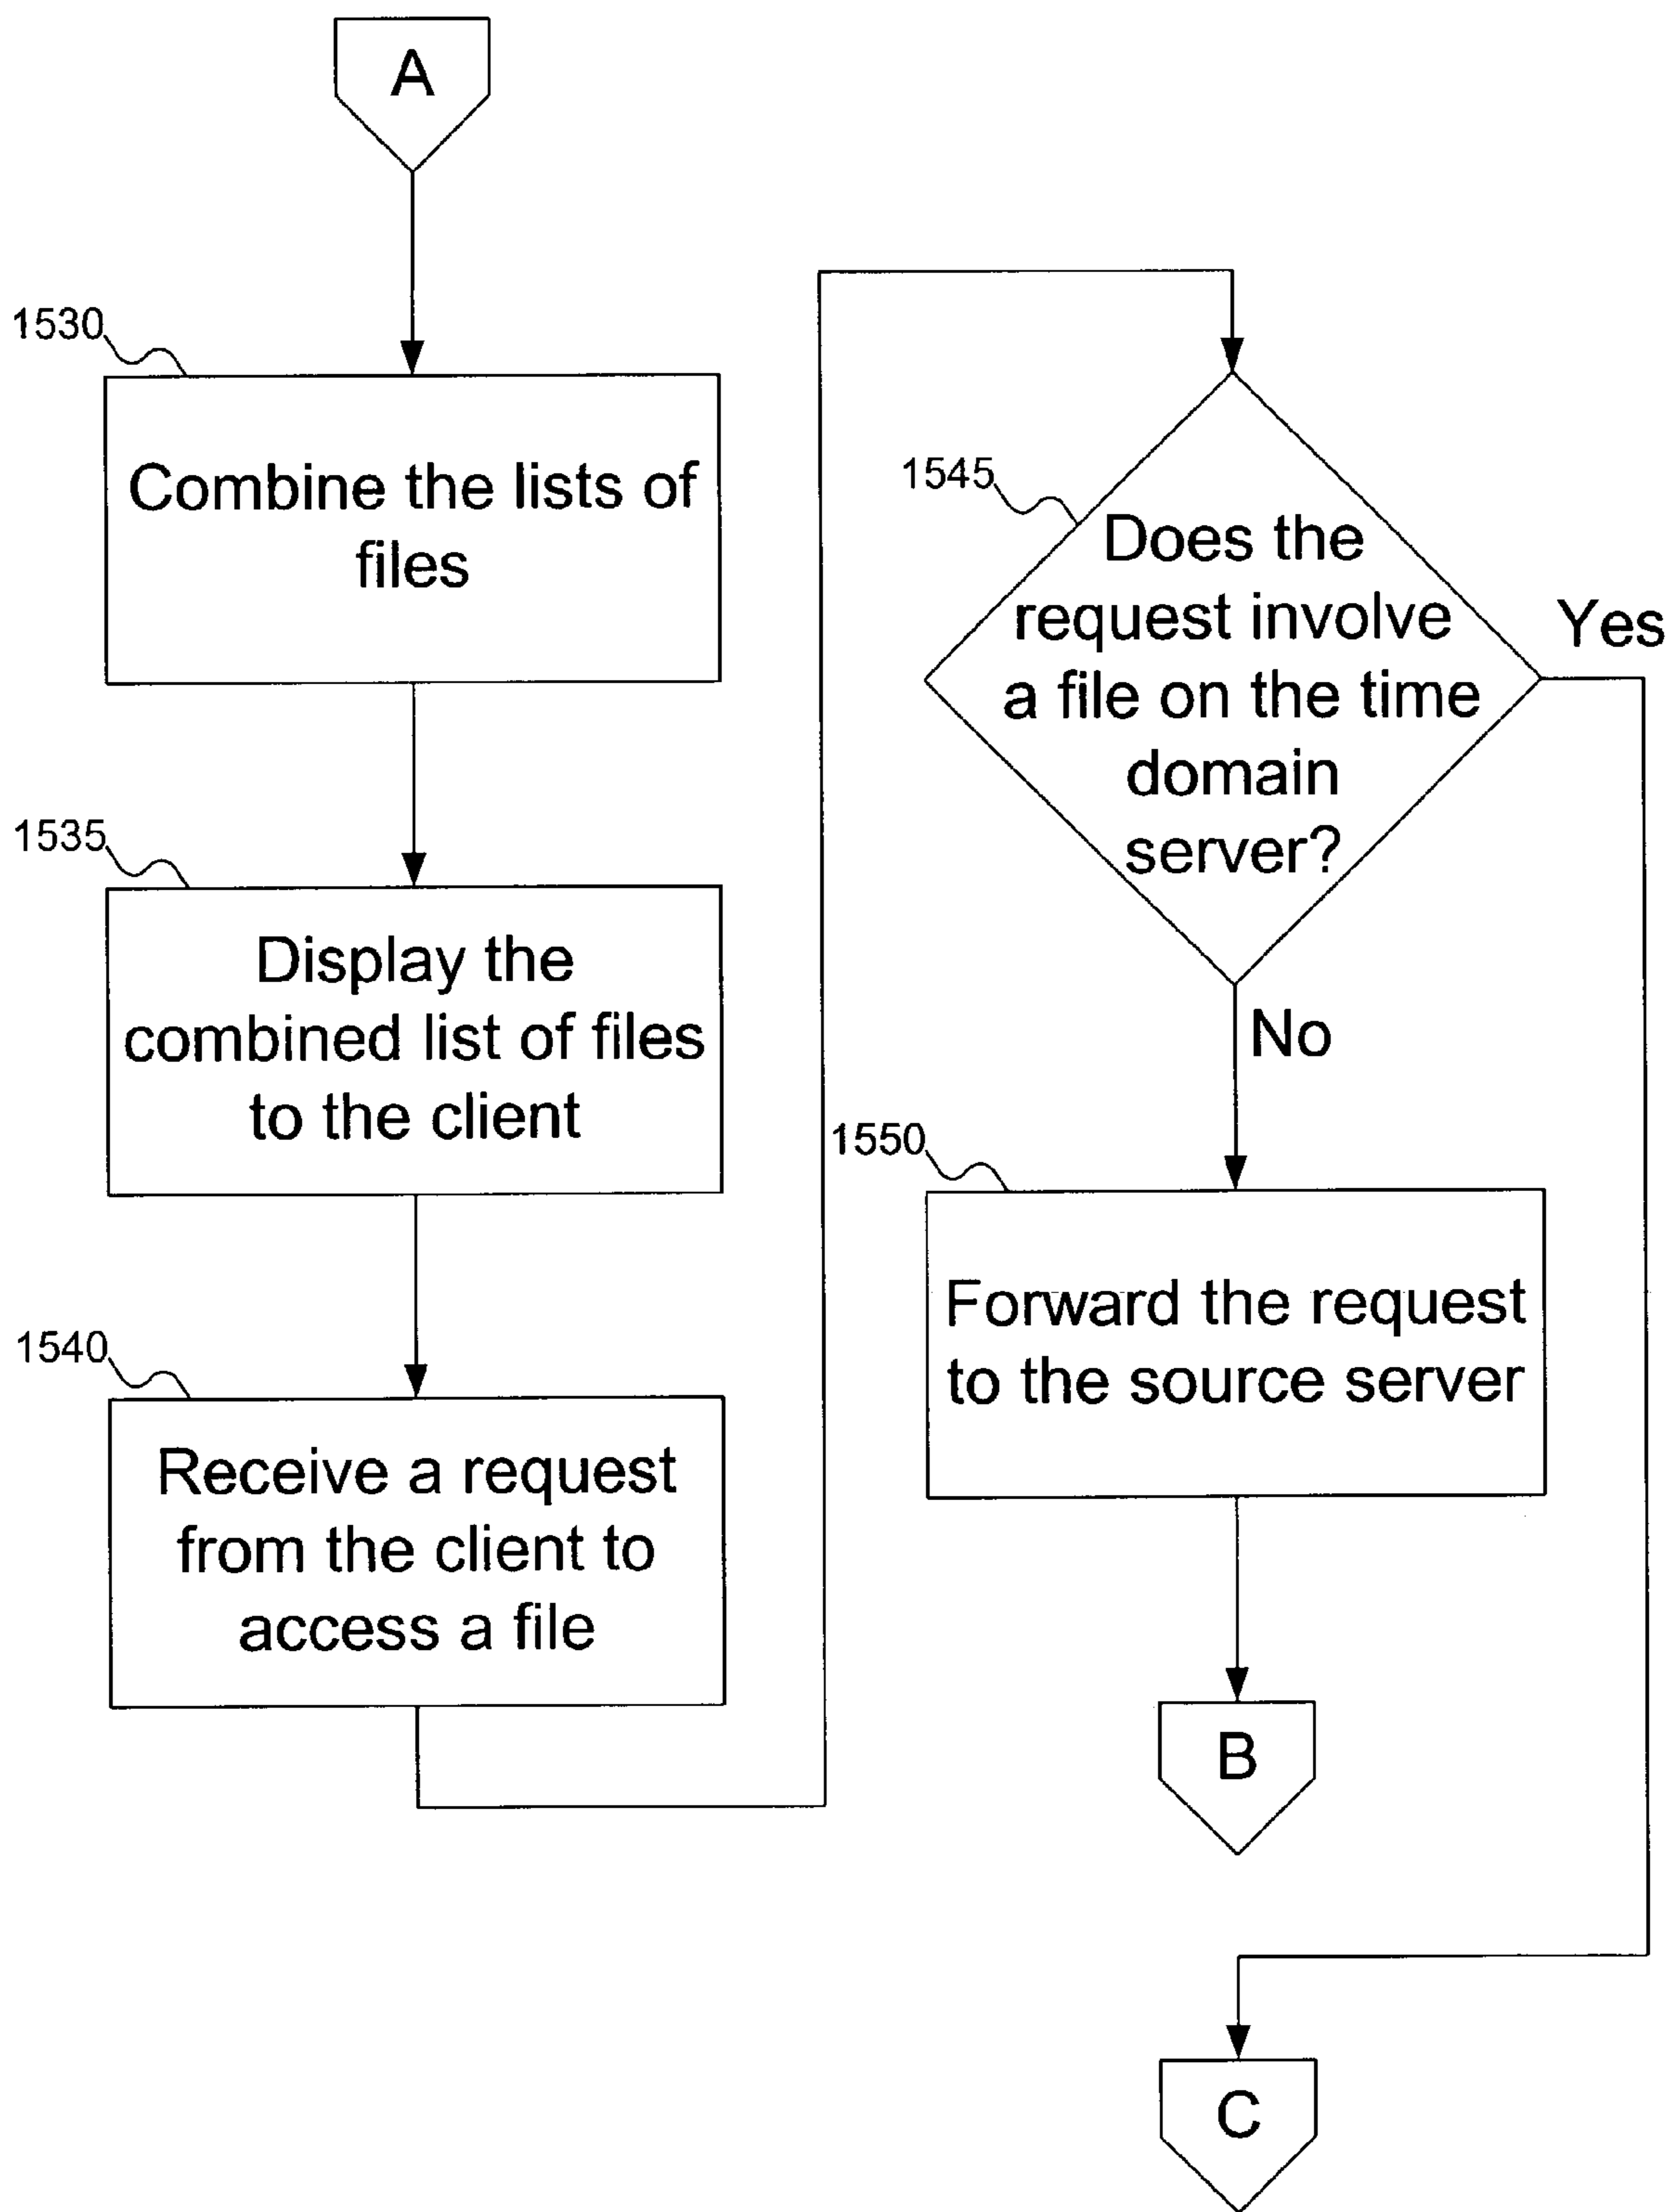 A
1530
Combine the lists of
files
1535
Display the
combined list of files
to the client
1540
Receive a request
from the client to
access a file
1545
Does the
request involve
a file on the time
domain
server?
Yes
No
1550
Forward the request
to the source server
B
C